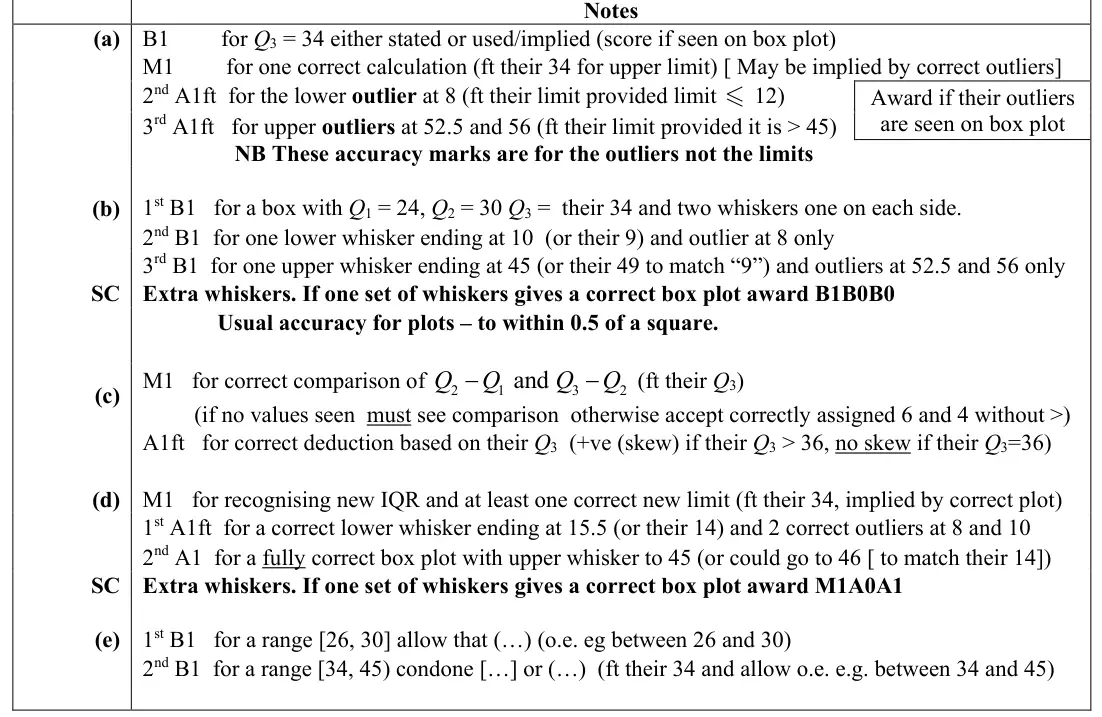 Notes
(a) B1 for Q₃ = 34 either stated or used/implied (score if seen on box plot)
M1 for one correct calculation (ft their 34 for upper limit) [ May be implied by correct outliers]
2nd A1ft for the lower outlier at 8 (ft their limit provided limit ⩽ 12)
Award if their outliers
3rd A1ft for upper outliers at 52.5 and 56 (ft their limit provided it is > 45)
are seen on box plot
NB These accuracy marks are for the outliers not the limits
(b) 1st B1 for a box with Q₁ = 24, Q₂ = 30 Q₃ = their 34 and two whiskers one on each side.
2nd B1 for one lower whisker ending at 10 (or their 9) and outlier at 8 only
3rd B1 for one upper whisker ending at 45 (or their 49 to match “9”) and outliers at 52.5 and 56 only
SC Extra whiskers. If one set of whiskers gives a correct box plot award B1B0B0
Usual accuracy for plots – to within 0.5 of a square.
(c) M1 for correct comparison of Q₂ − Q₁ and Q₃ − Q₂ (ft their Q₃)
(if no values seen must see comparison otherwise accept correctly assigned 6 and 4 without >)
A1ft for correct deduction based on their Q₃ (+ve (skew) if their Q₃ > 36, no skew if their Q₃=36)
(d) M1 for recognising new IQR and at least one correct new limit (ft their 34, implied by correct plot)
1st A1ft for a correct lower whisker ending at 15.5 (or their 14) and 2 correct outliers at 8 and 10
2nd A1 for a fully correct box plot with upper whisker to 45 (or could go to 46 [ to match their 14])
SC Extra whiskers. If one set of whiskers gives a correct box plot award M1A0A1
(e) 1st B1 for a range [26, 30] allow that (…) (o.e. eg between 26 and 30)
2nd B1 for a range [34, 45) condone […] or (…) (ft their 34 and allow o.e. e.g. between 34 and 45)